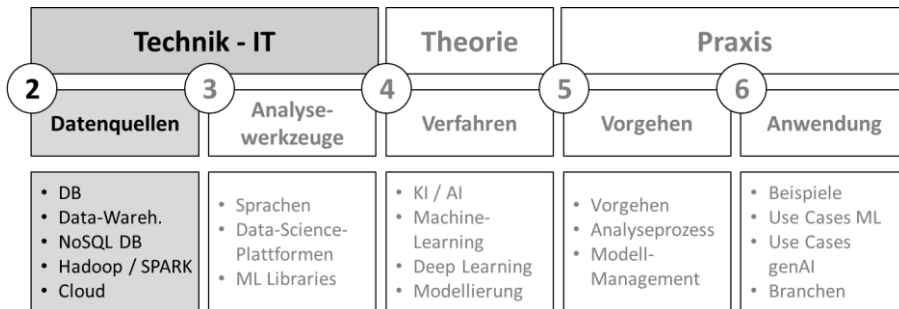 Technik - IT
Theorie
Praxis
2
3
4
5
6
Datenquellen
Analyse-
werkzeuge
Verfahren
Vorgehen
Anwendung
• DB
• Data-Wareh.
• NoSQL DB
• Hadoop / SPARK
• Cloud
• Sprachen
• Data-Science-
Plattformen
• ML Libraries
• KI / AI
• Machine-
Learning
• Deep Learning
• Modellierung
• Vorgehen
• Analyseprozess
• Modell-
Management
• Beispiele
• Use Cases ML
• Use Cases
genAI
• Branchen